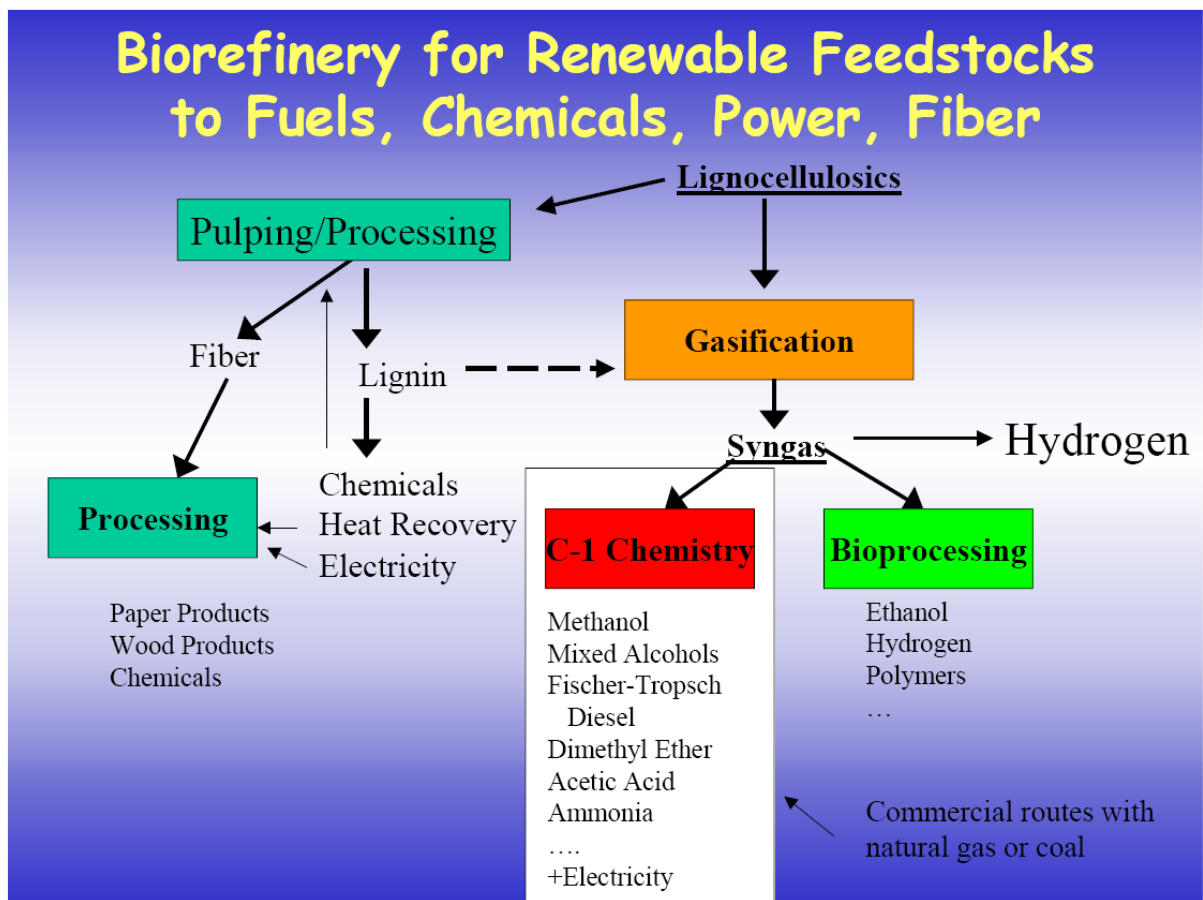 Biorefinery for Renewable Feedstocks
to Fuels, Chemicals, Power, Fiber
Lignocellulosics
Pulping/Processing
Gasification
Fiber
Lignin
Syngas
Hydrogen
Processing
Chemicals
Heat Recovery
Electricity
Paper Products
Wood Products
Chemicals
C-1 Chemistry
Methanol
Mixed Alcohols
Fischer-Tropsch
Diesel
Dimethyl Ether
Acetic Acid
Ammonia
….
+Electricity
Bioprocessing
Ethanol
Hydrogen
Polymers
…
Commercial routes with
natural gas or coal